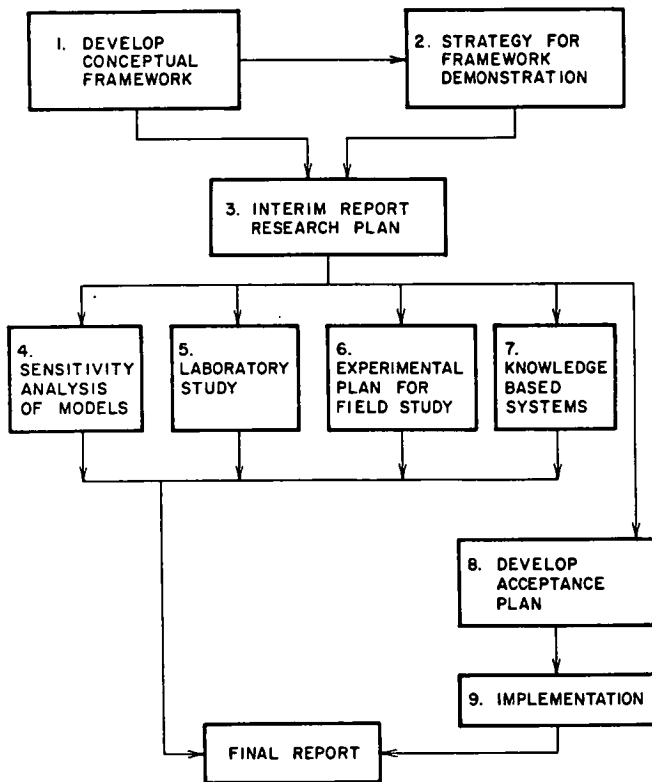 1. DEVELOP
CONCEPTUAL
FRAMEWORK
2. STRATEGY FOR
FRAMEWORK
DEMONSTRATION
3. INTERIM REPORT
RESEARCH PLAN
4.
SENSITIVITY
ANALYSIS
OF MODELS
5.
LABORATORY
STUDY
6.
EXPERIMENTAL
PLAN FOR
FIELD STUDY
7.
KNOWLEDGE
BASED
SYSTEMS
8. DEVELOP
ACCEPTANCE
PLAN
9. IMPLEMENTATION
FINAL REPORT